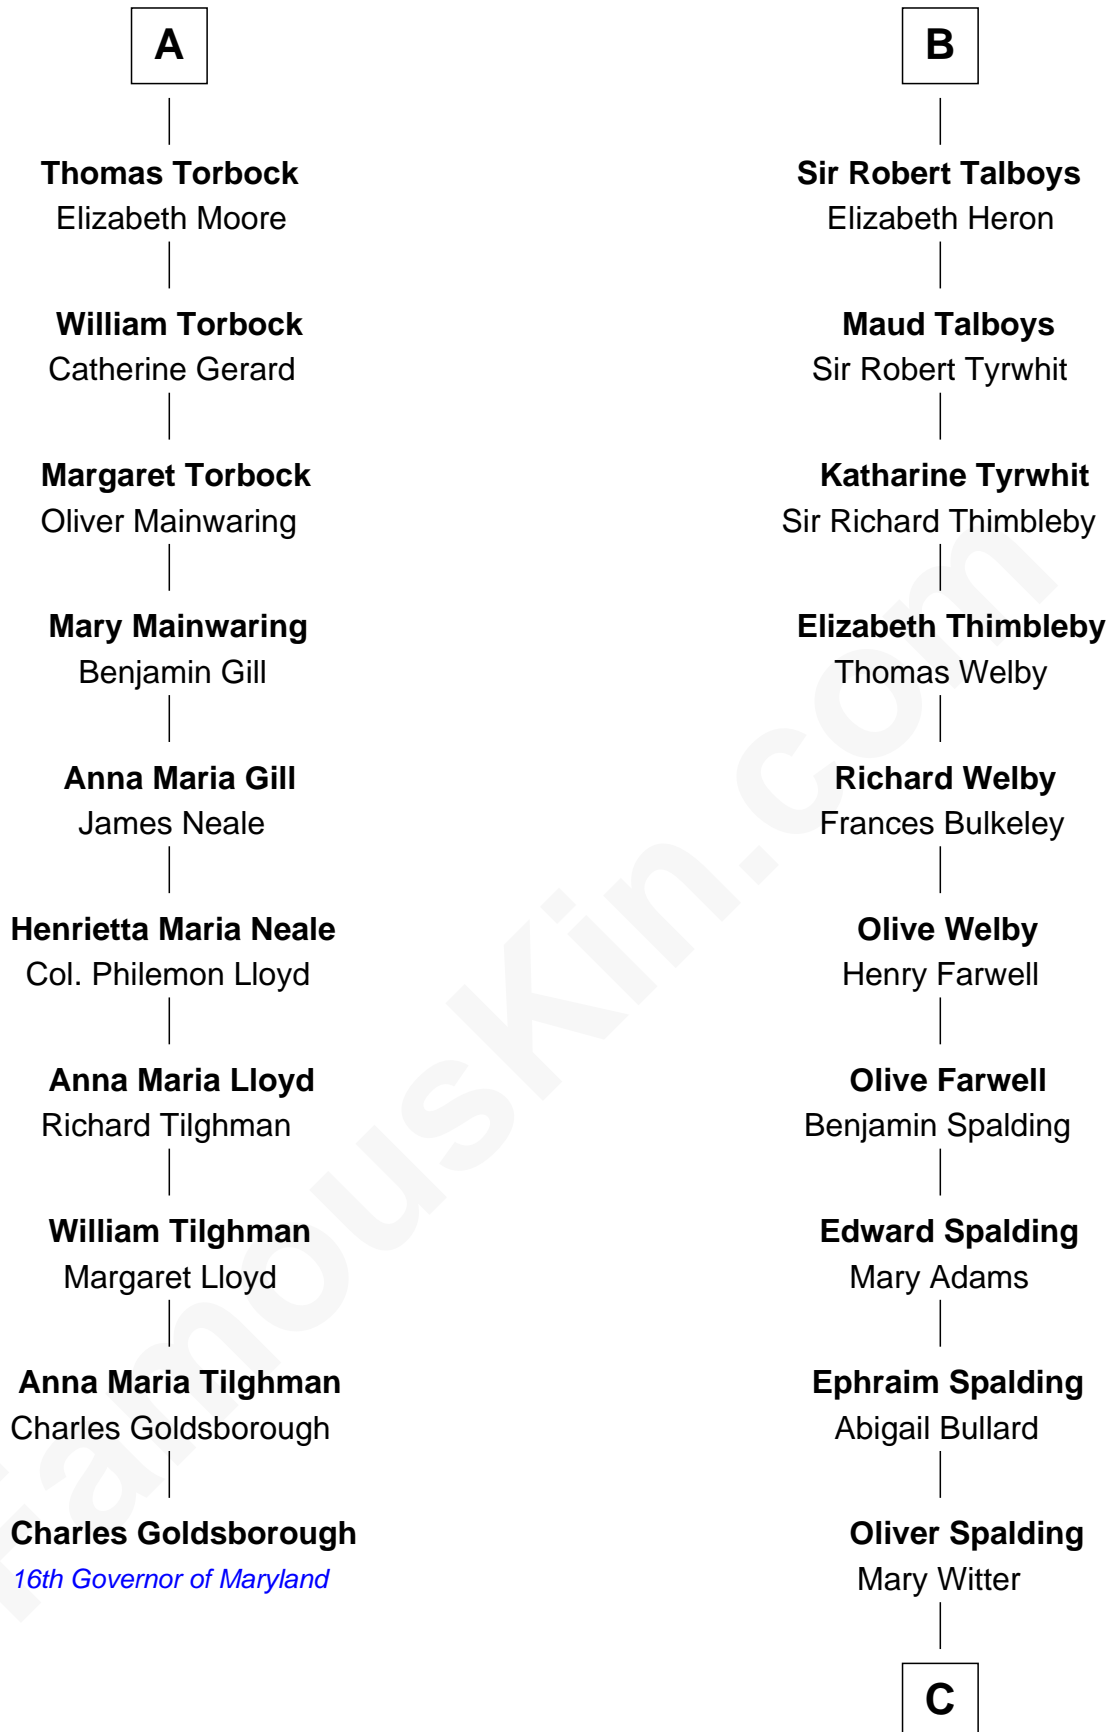 A
Thomas Torbock
Elizabeth Moore
William Torbock
Catherine Gerard
Margaret Torbock
Oliver Mainwaring
Mary Mainwaring
Benjamin Gill
Anna Maria Gill
James Neale
Henrietta Maria Neale
Col. Philemon Lloyd
Anna Maria Lloyd
Richard Tilghman
William Tilghman
Margaret Lloyd
Anna Maria Tilghman
Charles Goldsborough
Charles Goldsborough
16th Governor of Maryland
B
Sir Robert Talboys
Elizabeth Heron
Maud Talboys
Sir Robert Tyrwhit
Katharine Tyrwhit
Sir Richard Thimbleby
Elizabeth Thimbleby
Thomas Welby
Richard Welby
Frances Bulkeley
Olive Welby
Henry Farwell
Olive Farwell
Benjamin Spalding
Edward Spalding
Mary Adams
Ephraim Spalding
Abigail Bullard
Oliver Spalding
Mary Witter
C
FamousKin.com